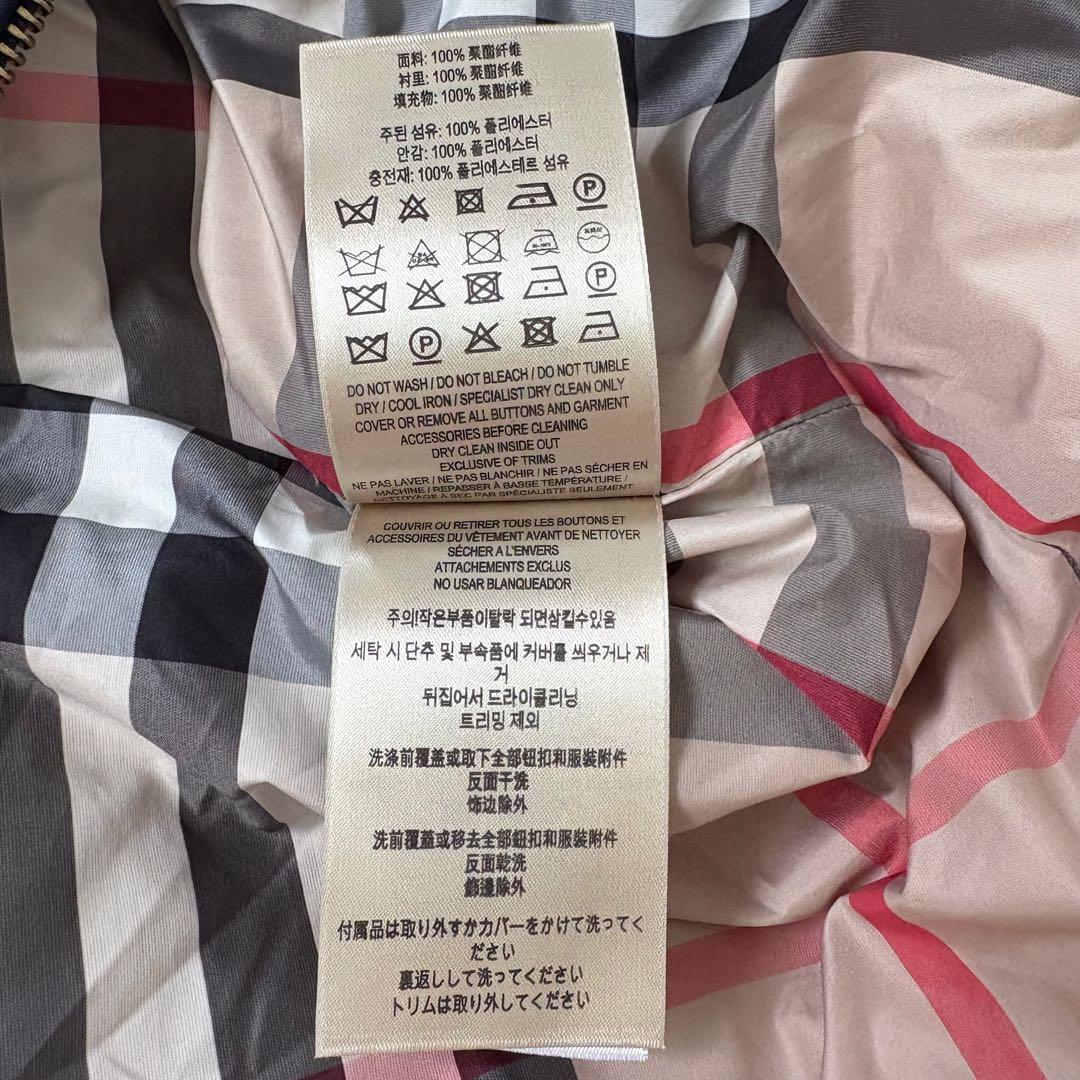 面料: 100% 聚酯纤维
衬里: 100% 聚酯纤维
填充物: 100% 聚酯纤维
주된 섬유: 100% 폴리에스터
안감: 100% 폴리에스터
충전재: 100% 폴리에스테르 섬유
P
P
P
DO NOT WASH / DO NOT BLEACH / DO NOT TUMBLE
DRY / COOL IRON / SPECIALIST DRY CLEAN ONLY
COVER OR REMOVE ALL BUTTONS AND GARMENT
ACCESSORIES BEFORE CLEANING
DRY CLEAN INSIDE OUT
EXCLUSIVE OF TRIMS
NE PAS LAVER / NE PAS BLANCHIR / NE PAS SÉCHER EN
MACHINE / REPASSER À BASSE TEMPÉRATURE /
NETTOYAGE À SEC PAR SPÉCIALISTE SEULEMENT
COUVRIR OU RETIRER TOUS LES BOUTONS ET
ACCESSOIRES DU VÊTEMENT AVANT DE NETTOYER
SÉCHER A L'ENVERS
ATTACHEMENTS EXCLUS
NO USAR BLANQUEADOR
주의!작은부품이탈락 되면삼킬수있음
세탁 시 단추 및 부속품에 커버를 씌우거나 제
거
뒤집어서 드라이클리닝
트리밍 제외
洗涤前覆盖或取下全部鈕扣和服裝附件
反面干洗
饰边除外
洗前覆蓋或移去全部鈕扣和服裝附件
反面乾洗
飾邊除外
付属品は取り外すかカバーをかけて洗ってく
ださい
裏返しして洗ってください
トリムは取り外してください